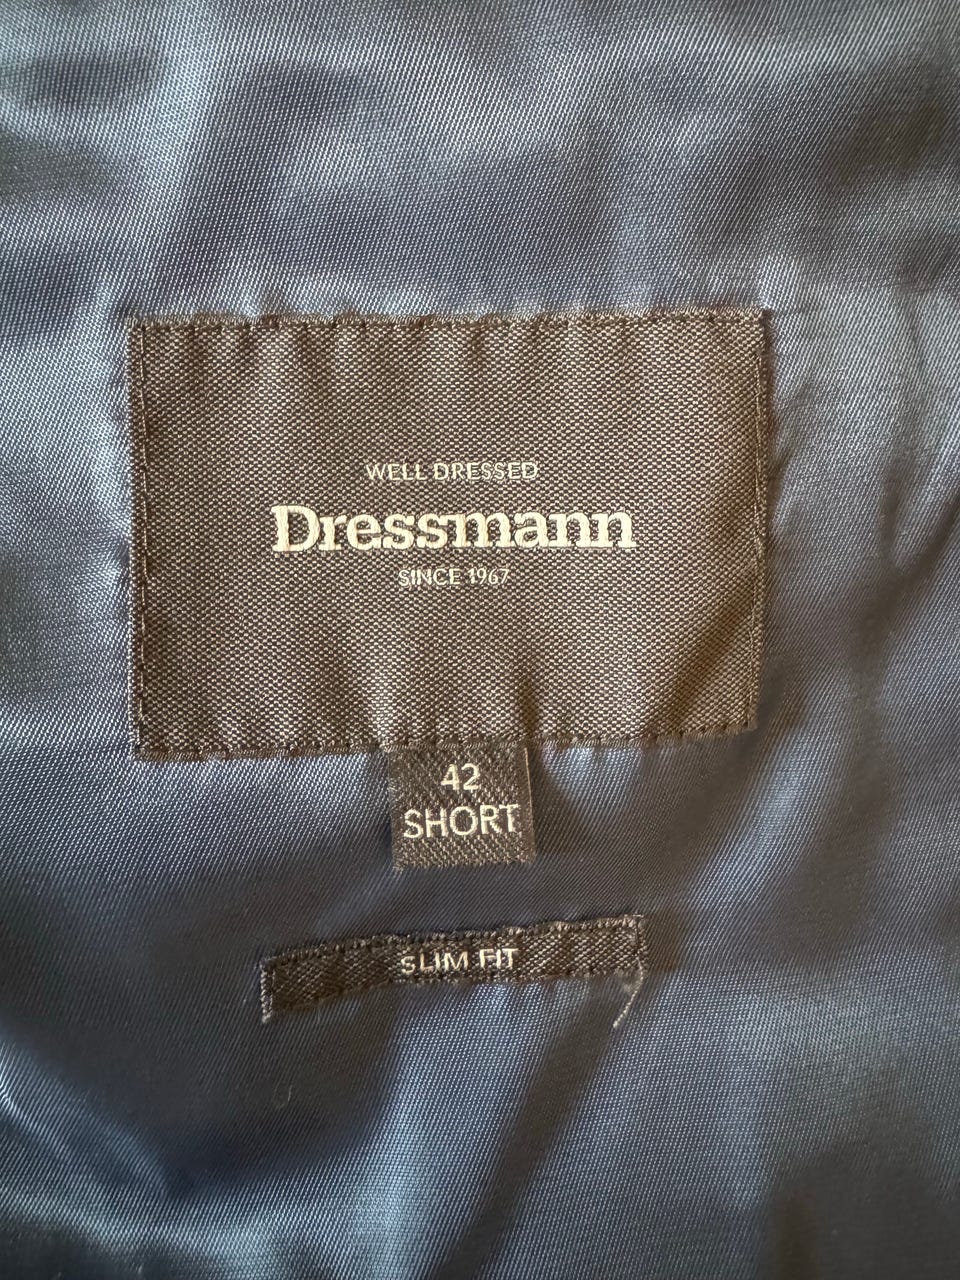 WELL DRESSED
Dressmann
SINCE 1967
42
SHORT
SLIM FIT